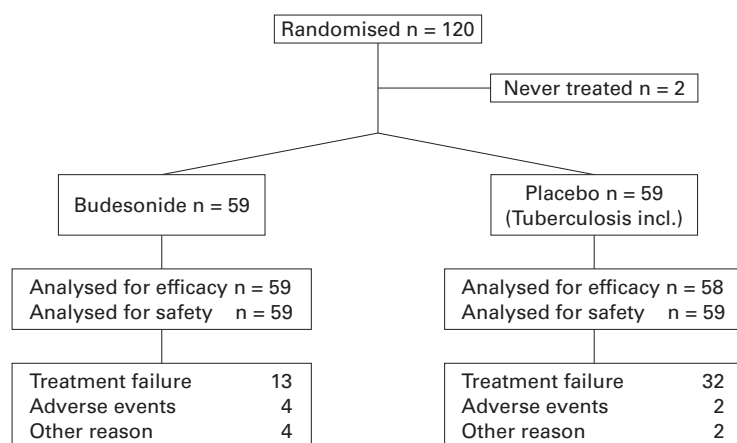 Randomised n = 120
Never treated n = 2
Budesonide n = 59
Placebo n = 59
(Tuberculosis incl.)
Analysed for efficacy n = 59
Analysed for safety n = 59
Analysed for efficacy n = 58
Analysed for safety n = 59
Treatment failure 13
Adverse events 4
Other reason 4
Treatment failure 32
Adverse events 2
Other reason 2